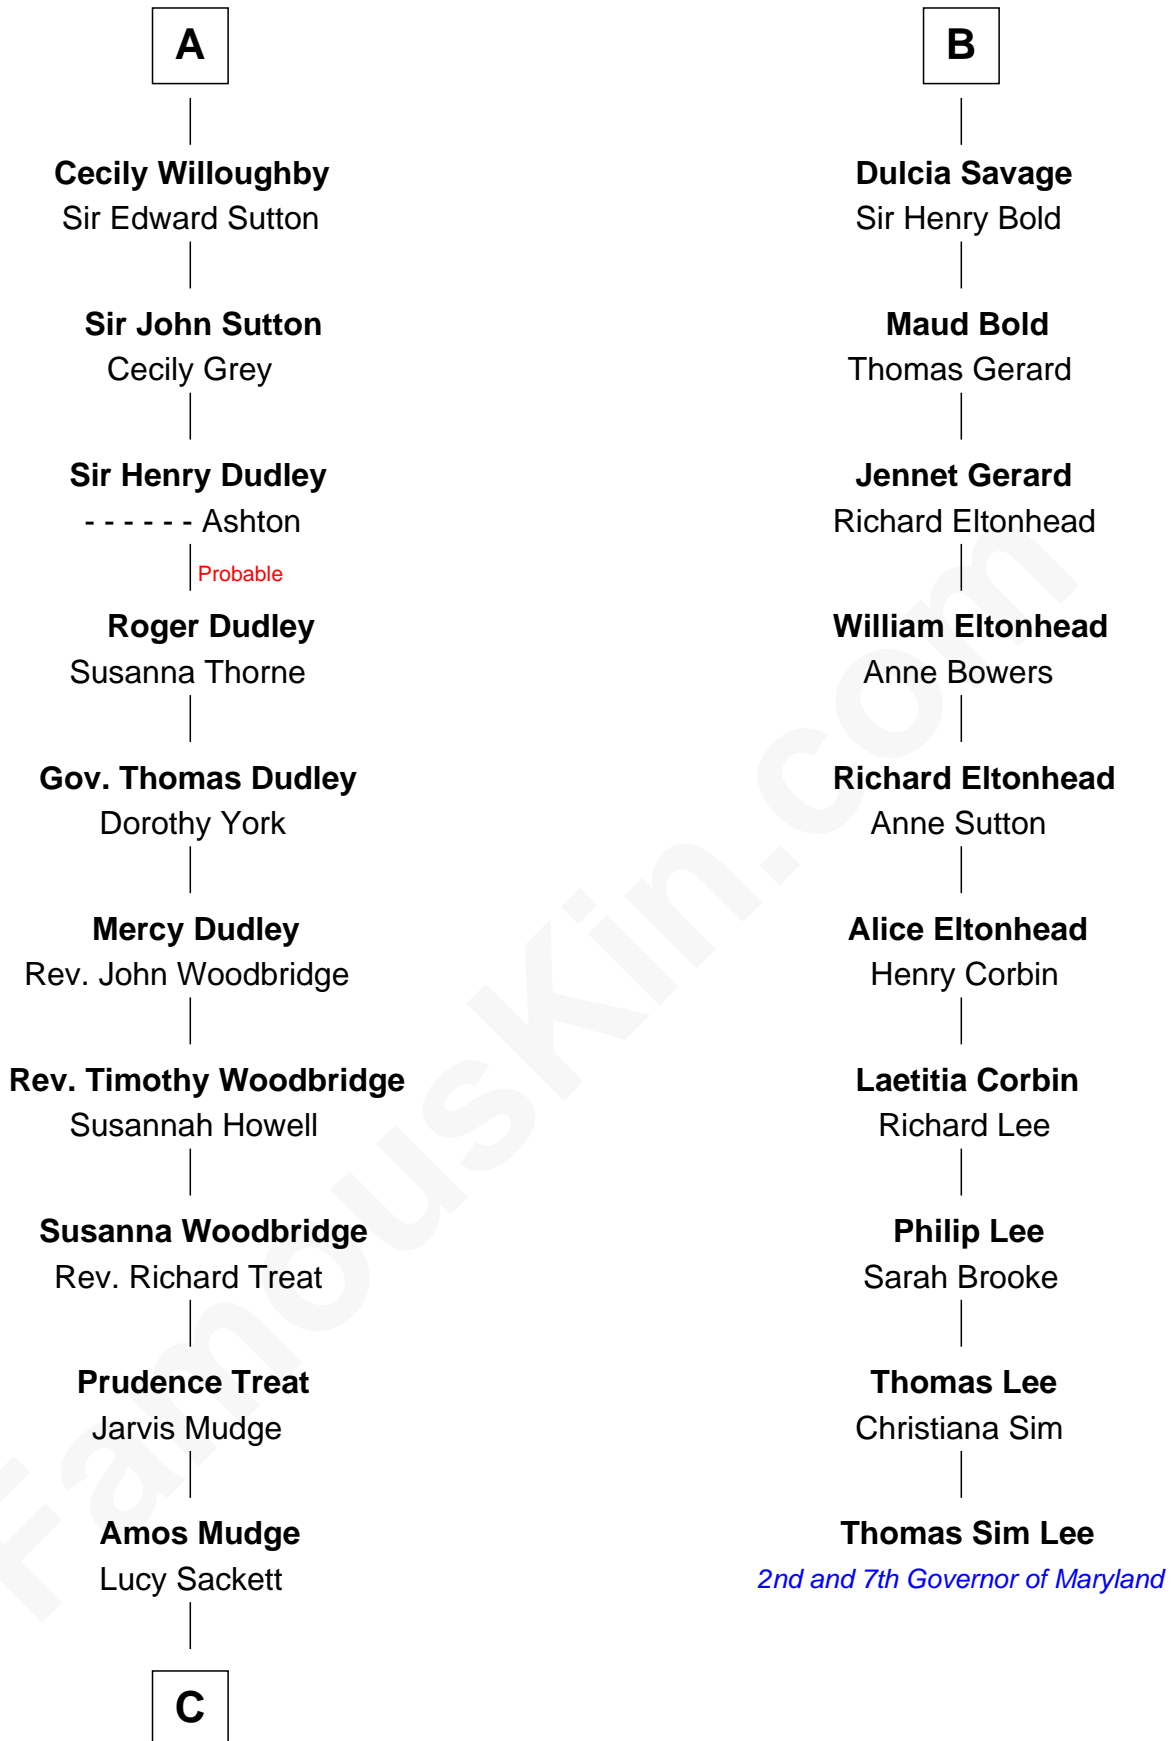 A
Cecily Willoughby
Sir Edward Sutton
Sir John Sutton
Cecily Grey
Sir Henry Dudley
- - - - - - Ashton
Probable
Roger Dudley
Susanna Thorne
Gov. Thomas Dudley
Dorothy York
Mercy Dudley
Rev. John Woodbridge
Rev. Timothy Woodbridge
Susannah Howell
Susanna Woodbridge
Rev. Richard Treat
Prudence Treat
Jarvis Mudge
Amos Mudge
Lucy Sackett
C
B
Dulcia Savage
Sir Henry Bold
Maud Bold
Thomas Gerard
Jennet Gerard
Richard Eltonhead
William Eltonhead
Anne Bowers
Richard Eltonhead
Anne Sutton
Alice Eltonhead
Henry Corbin
Laetitia Corbin
Richard Lee
Philip Lee
Sarah Brooke
Thomas Lee
Christiana Sim
Thomas Sim Lee
2nd and 7th Governor of Maryland
FamousKin.com